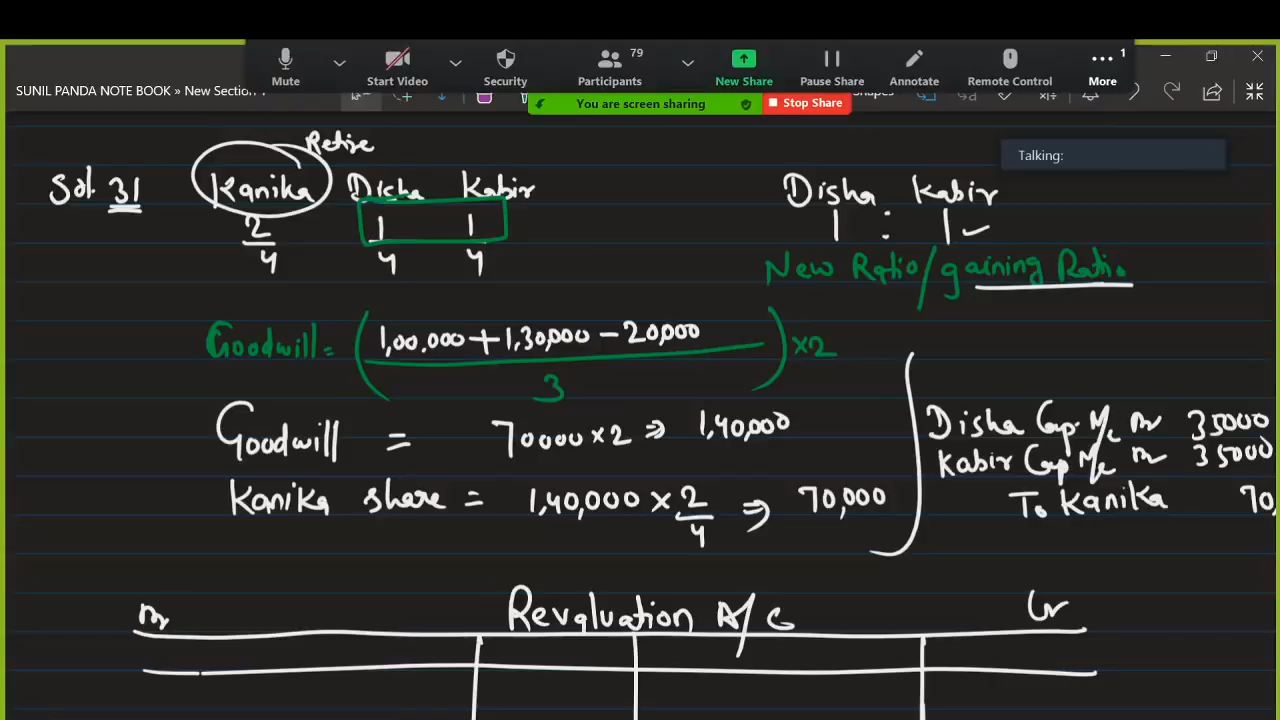 79
1
Mute
Start Video
Security
Participants
New Share
Pause Share
Annotate
Remote Control
More
SUNIL PANDA NOTE BOOK » New Section 1
You are screen sharing
Stop Share
Talking:
Retire
Sol. 31 Kanika Disha Kabir
2/4 1/4 1/4
Disha Kabir
1 : 1
New Ratio/gaining Ratio
Goodwill = (1,00,000 + 1,30,000 - 20,000 / 3) ×2
Goodwill = 70000×2 ⇒ 1,40,000
Kanika share = 1,40,000 × 2/4 ⇒ 70,000
Disha Cap. A/c Dr 35000
Kabir Cap A/c Dr 35000
To Kanika 70,
Dr Revaluation A/C Cr